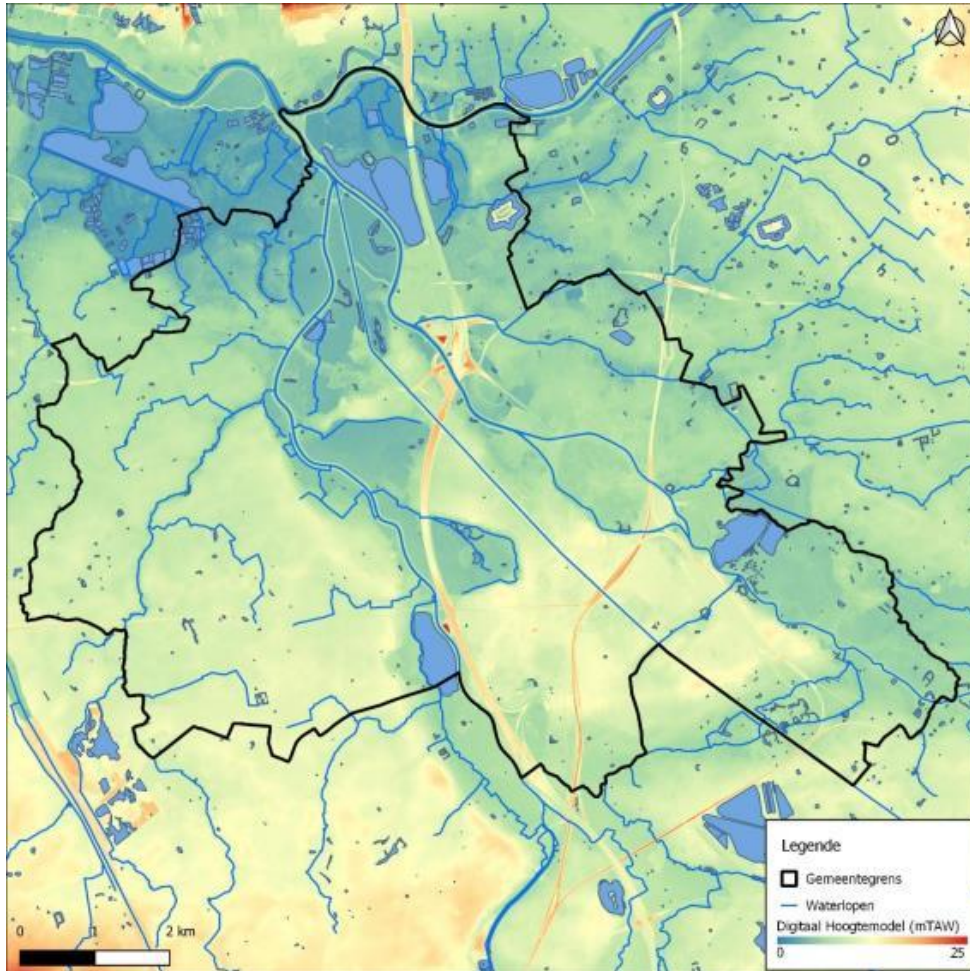 Legende
Gemeentegrens
Waterlopen
Digitaal Hoogtemodel (mTAW)
0 25
0 1 2 km